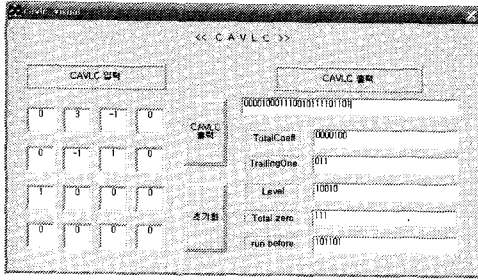 << C A V L C >>
CAVLC 입력
CAVLC 출력
0 3 -1 0
0 -1 1 0
1 0 0 0
0 0 0 0
CAVLC
출력
초기화
000010001110010111101101
TotalCoeff 0000100
TrailingOne 011
Level 10010
Total zero 111
run before 101101